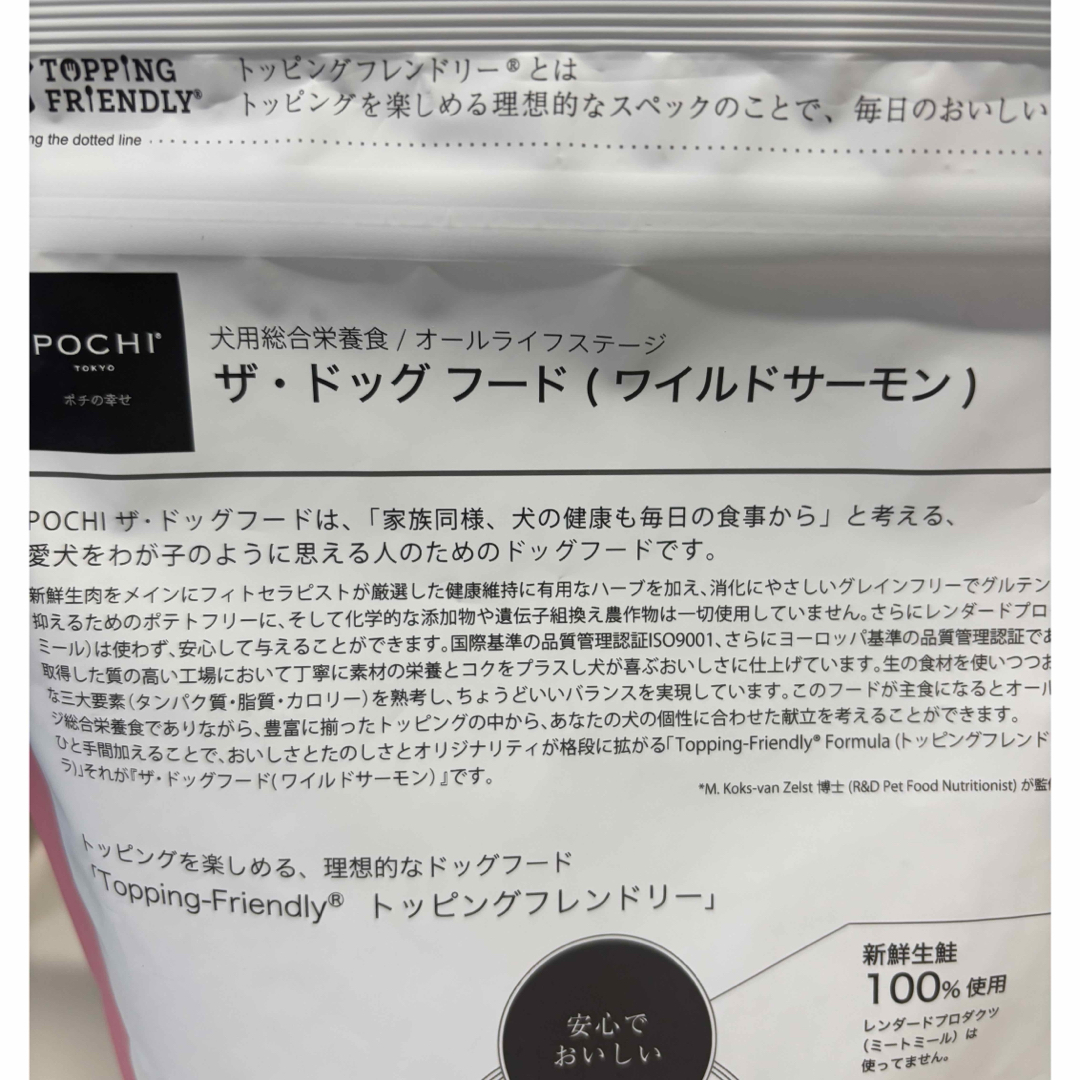 TOPPING
FRIENDLY®
トッピングフレンドリー®とは
トッピングを楽しめる理想的なスペックのことで、毎日のおいしい
ng the dotted line
POCHI®
TOKYO
ポチの幸せ
犬用総合栄養食 / オールライフステージ
ザ・ドッグ フード ( ワイルドサーモン )
POCHI ザ・ドッグフードは、「家族同様、犬の健康も毎日の食事から」と考える、
愛犬をわが子のように思える人のためのドッグフードです。
新鮮生肉をメインにフィトセラピストが厳選した健康維持に有用なハーブを加え、消化にやさしいグレインフリーでグルテン
抑えるためのポテトフリーに、そして化学的な添加物や遺伝子組換え農作物は一切使用していません。さらにレンダードプロ
ミール)は使わず、安心して与えることができます。国際基準の品質管理認証ISO9001、さらにヨーロッパ基準の品質管理認証であ
取得した質の高い工場において丁寧に素材の栄養とコクをプラスし犬が喜ぶおいしさに仕上げています。生の食材を使いつつお
な三大要素(タンパク質・脂質・カロリー)を熟考し、ちょうどいいバランスを実現しています。このフードが主食になるとオール
ジ総合栄養食でありながら、豊富に揃ったトッピングの中から、あなたの犬の個性に合わせた献立を考えることができます。
ひと手間加えることで、おいしさとたのしさとオリジナリティが格段に拡がる「Topping-Friendly® Formula (トッピングフレンド
ラ)」それが『ザ・ドッグフード(ワイルドサーモン)』です。
*M. Koks-van Zelst 博士 (R&D Pet Food Nutritionist) が監
トッピングを楽しめる、理想的なドッグフード
「Topping-Friendly® トッピングフレンドリー」
新鮮生鮭
100% 使用
レンダードプロダクツ
(ミートミール) は
使ってません。
安心で
おいしい